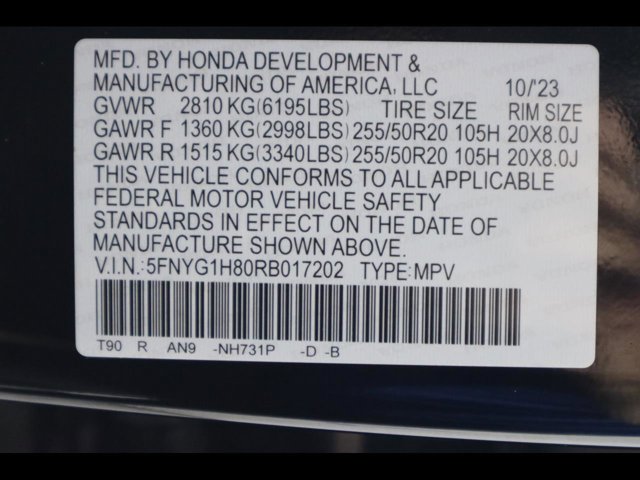 MFD. BY HONDA DEVELOPMENT &
MANUFACTURING OF AMERICA, LLC 10/'23
GVWR 2810 KG(6195LBS) TIRE SIZE RIM SIZE
GAWR F 1360 KG(2998LBS) 255/50R20 105H 20X8.0J
GAWR R 1515 KG(3340LBS) 255/50R20 105H 20X8.0J
THIS VEHICLE CONFORMS TO ALL APPLICABLE
FEDERAL MOTOR VEHICLE SAFETY
STANDARDS IN EFFECT ON THE DATE OF
MANUFACTURE SHOWN ABOVE.
V.I.N.:5FNYG1H80RB017202 TYPE:MPV
T90 R AN9 -NH731P -D -B